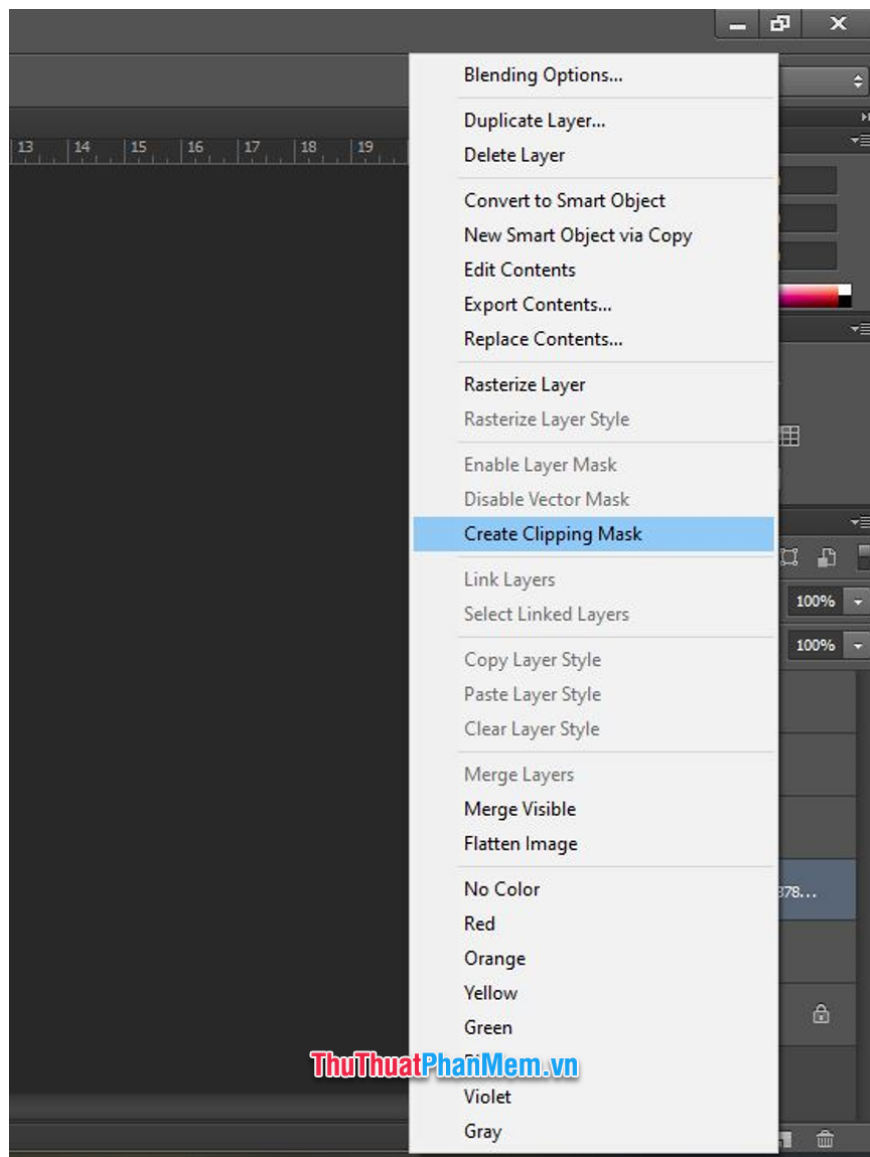 13 14 15 16 17 18 19
Blending Options...
Duplicate Layer...
Delete Layer
Convert to Smart Object
New Smart Object via Copy
Edit Contents
Export Contents...
Replace Contents...
Rasterize Layer
Rasterize Layer Style
Enable Layer Mask
Disable Vector Mask
Create Clipping Mask
Link Layers
100%
Select Linked Layers
100%
Copy Layer Style
Paste Layer Style
Clear Layer Style
Merge Layers
Merge Visible
Flatten Image
No Color
378...
Red
Orange
Yellow
Green
ThuThuatPhanMem.vn
Violet
Gray